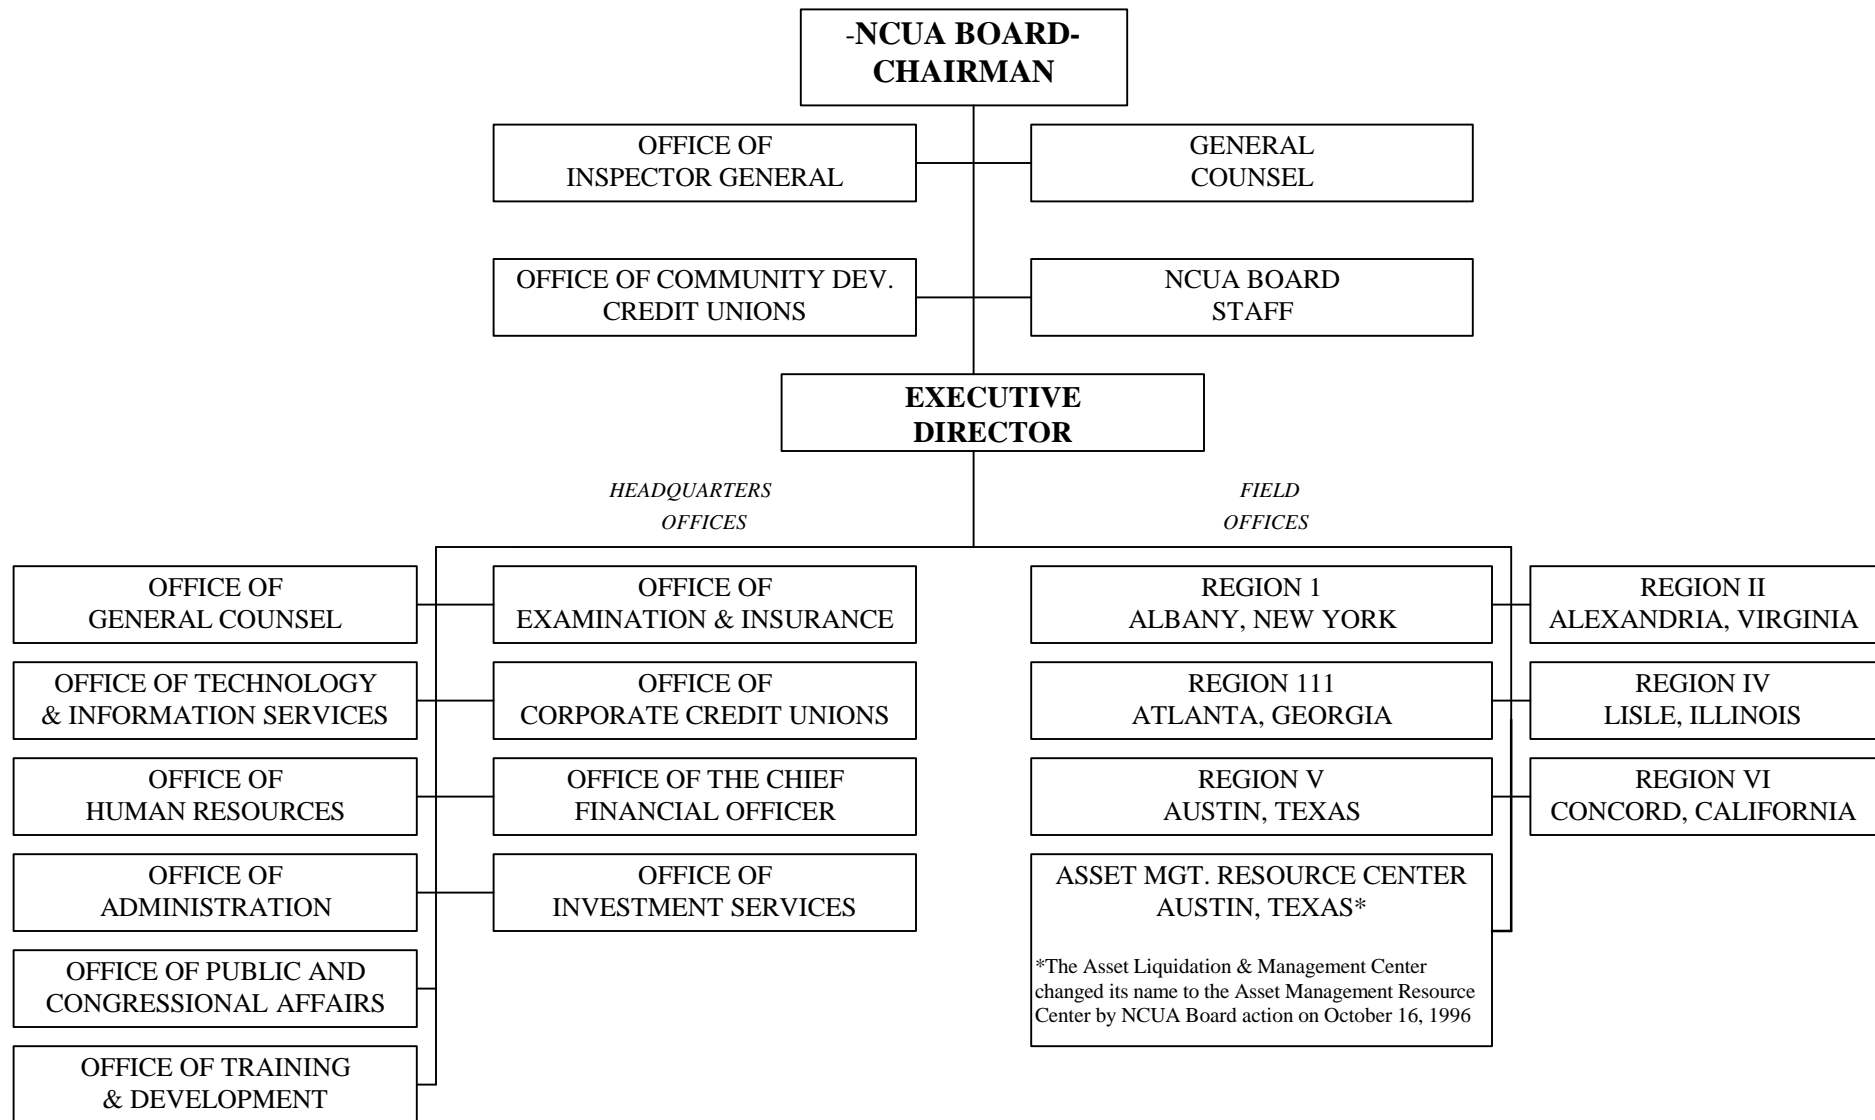 -NCUA BOARD-
CHAIRMAN
OFFICE OF
INSPECTOR GENERAL
GENERAL
COUNSEL
OFFICE OF COMMUNITY DEV.
CREDIT UNIONS
NCUA BOARD
STAFF
EXECUTIVE
DIRECTOR
HEADQUARTERS
OFFICES
FIELD
OFFICES
OFFICE OF
GENERAL COUNSEL
OFFICE OF
EXAMINATION & INSURANCE
REGION 1
ALBANY, NEW YORK
REGION II
ALEXANDRIA, VIRGINIA
OFFICE OF TECHNOLOGY
& INFORMATION SERVICES
OFFICE OF
CORPORATE CREDIT UNIONS
REGION 111
ATLANTA, GEORGIA
REGION IV
LISLE, ILLINOIS
OFFICE OF
HUMAN RESOURCES
OFFICE OF THE CHIEF
FINANCIAL OFFICER
REGION V
AUSTIN, TEXAS
REGION VI
CONCORD, CALIFORNIA
OFFICE OF
ADMINISTRATION
OFFICE OF
INVESTMENT SERVICES
ASSET MGT. RESOURCE CENTER
AUSTIN, TEXAS*
*The Asset Liquidation & Management Center
changed its name to the Asset Management Resource
Center by NCUA Board action on October 16, 1996
OFFICE OF PUBLIC AND
CONGRESSIONAL AFFAIRS
OFFICE OF TRAINING
& DEVELOPMENT